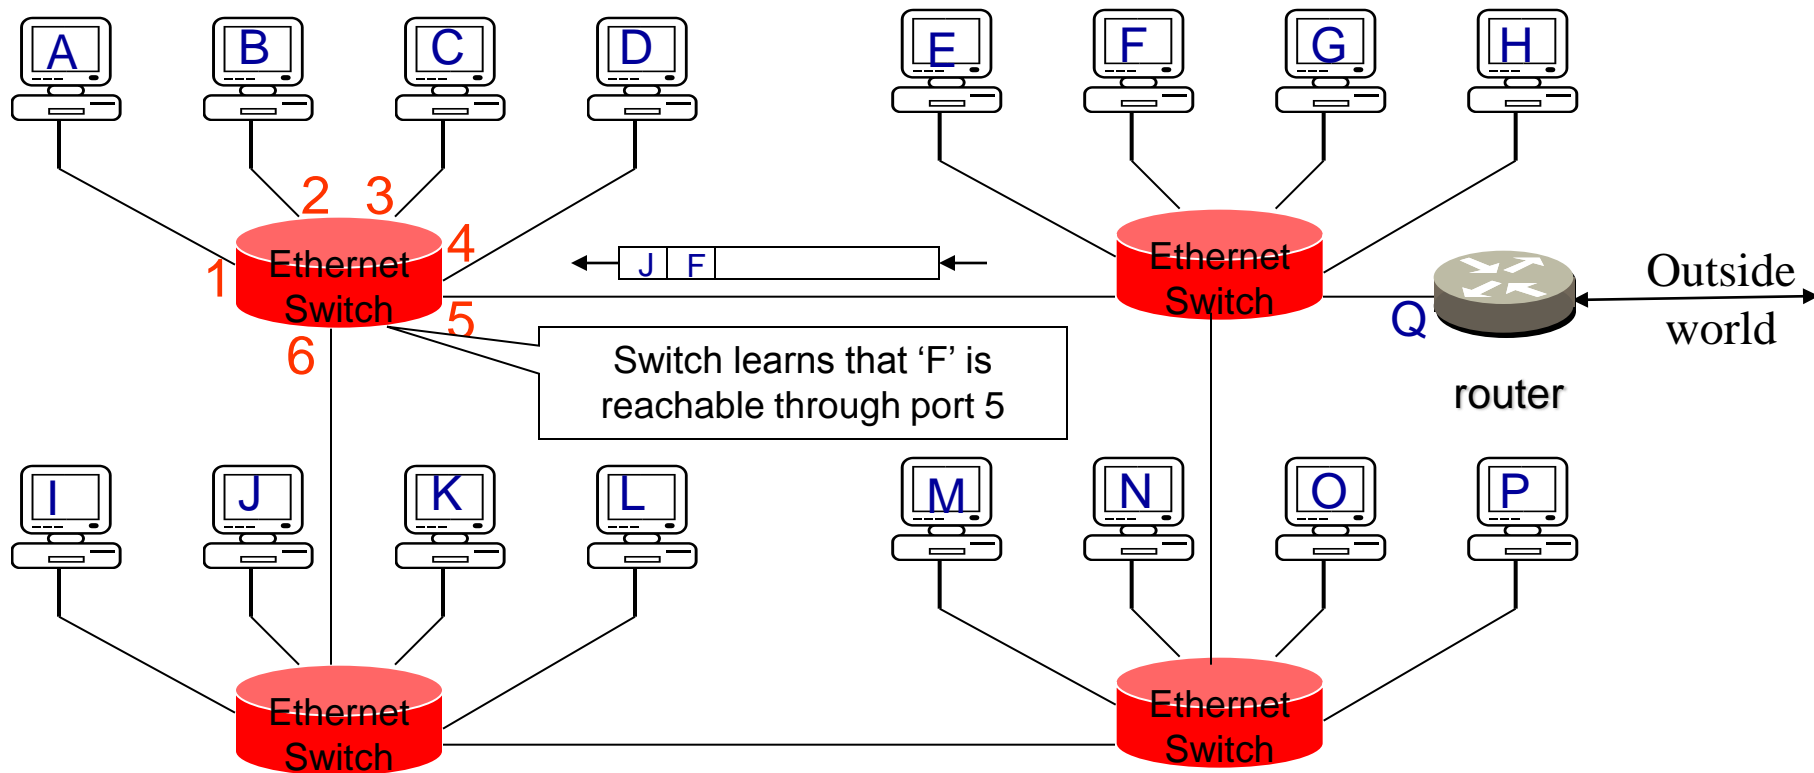 A
B
C
D
E
F
G
H
2
3
4
1
5
6
Ethernet
Switch
J F
Ethernet
Switch
Q
Outside
world
router
Switch learns that ‘F’ is
reachable through port 5
I
J
K
L
M
N
O
P
Ethernet
Switch
Ethernet
Switch